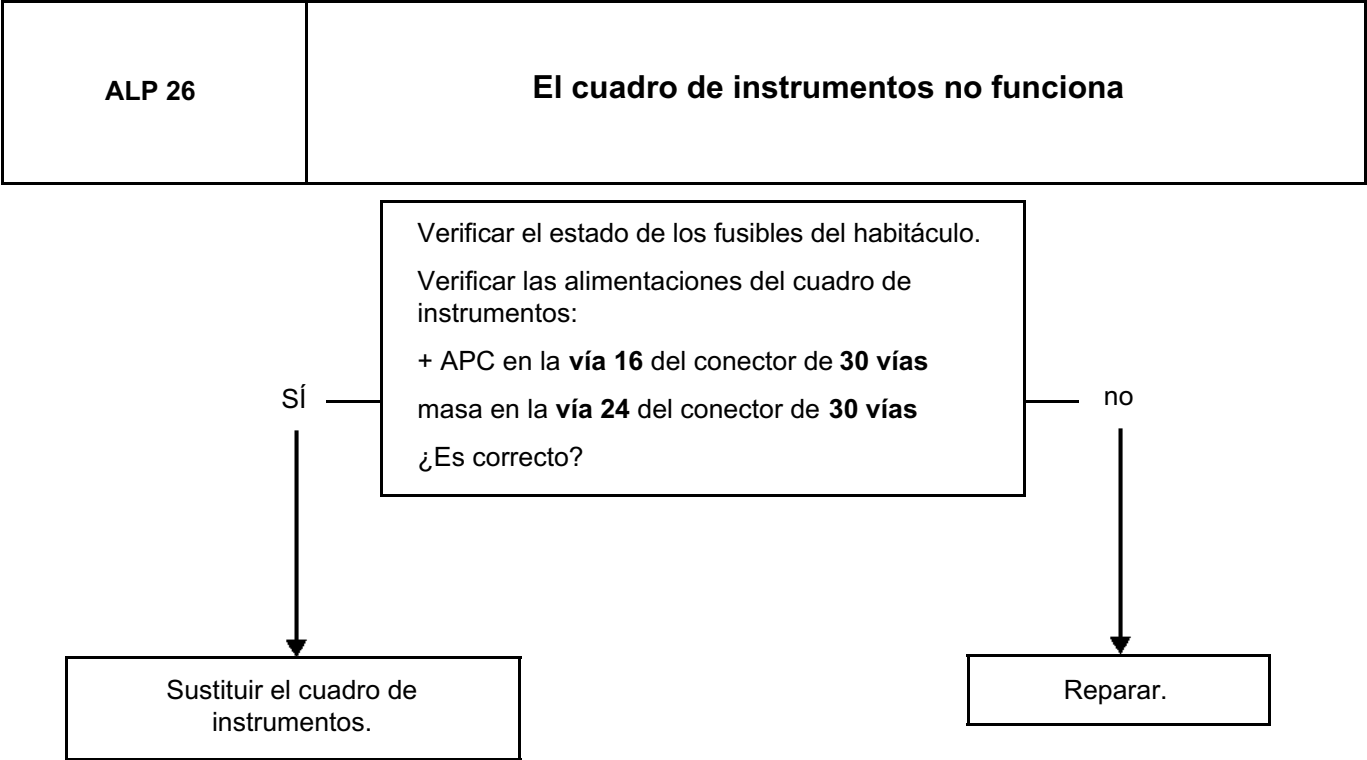 ALP 26
El cuadro de instrumentos no funciona
Verificar el estado de los fusibles del habitáculo.
Verificar las alimentaciones del cuadro de
instrumentos:
+ APC en la vía 16 del conector de 30 vías
masa en la vía 24 del conector de 30 vías
¿Es correcto?
SÍ
no
Sustituir el cuadro de
instrumentos.
Reparar.